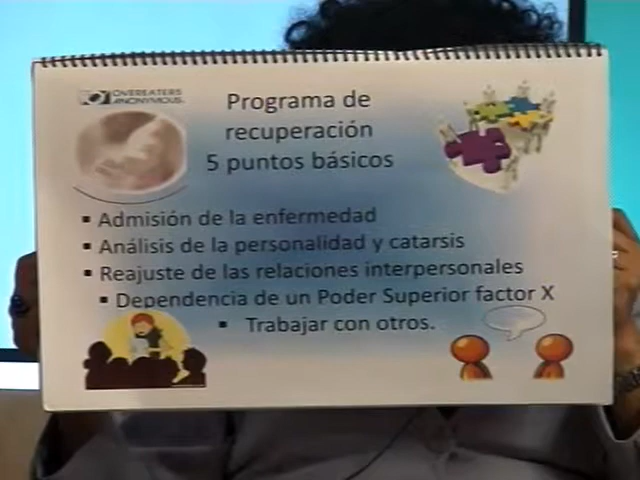 OVEREATERS
ANONYMOUS
Programa de
recuperación
5 puntos básicos
▪ Admisión de la enfermedad
▪ Análisis de la personalidad y catarsis
▪ Reajuste de las relaciones interpersonales
▪ Dependencia de un Poder Superior factor X
▪ Trabajar con otros.